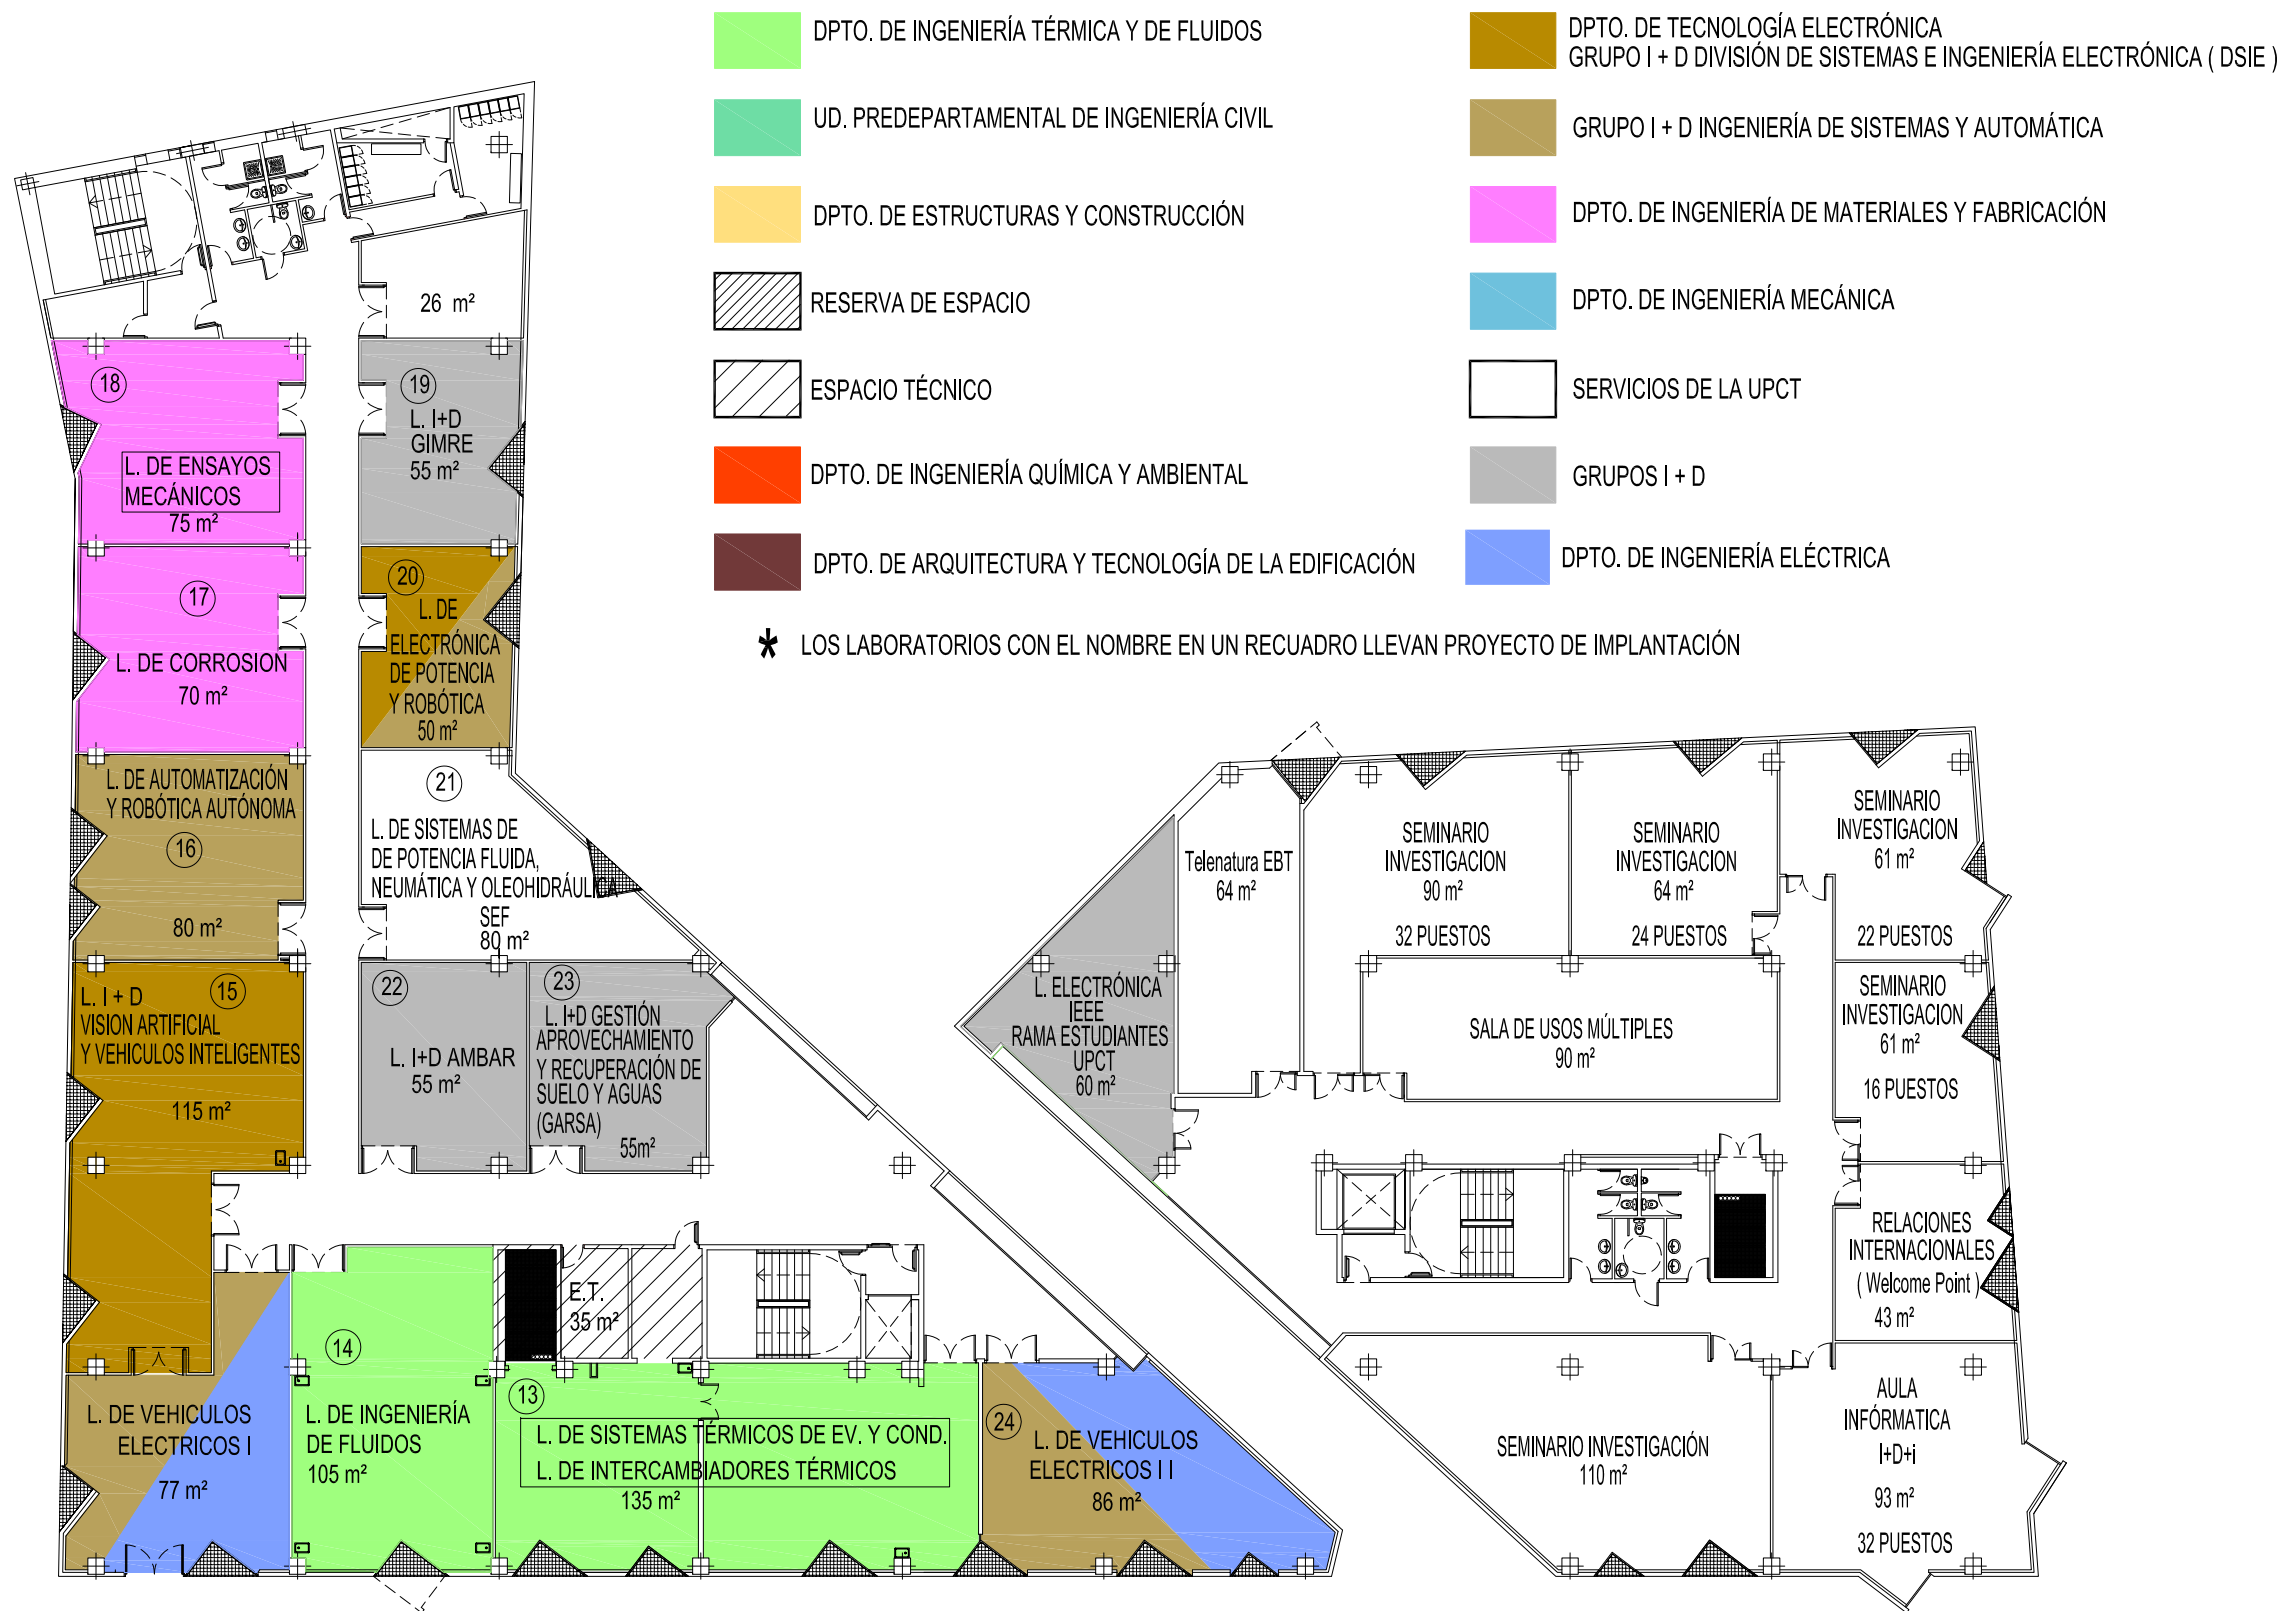 DPTO. DE INGENIERÍA TÉRMICA Y DE FLUIDOS
UD. PREDEPARTAMENTAL DE INGENIERÍA CIVIL
DPTO. DE ESTRUCTURAS Y CONSTRUCCIÓN
RESERVA DE ESPACIO
ESPACIO TÉCNICO
DPTO. DE INGENIERÍA QUÍMICA Y AMBIENTAL
DPTO. DE ARQUITECTURA Y TECNOLOGÍA DE LA EDIFICACIÓN
DPTO. DE TECNOLOGÍA ELECTRÓNICA
GRUPO I + D DIVISIÓN DE SISTEMAS E INGENIERÍA ELECTRÓNICA ( DSIE )
GRUPO I + D INGENIERÍA DE SISTEMAS Y AUTOMÁTICA
DPTO. DE INGENIERÍA DE MATERIALES Y FABRICACIÓN
DPTO. DE INGENIERÍA MECÁNICA
SERVICIOS DE LA UPCT
GRUPOS I + D
DPTO. DE INGENIERÍA ELÉCTRICA
* LOS LABORATORIOS CON EL NOMBRE EN UN RECUADRO LLEVAN PROYECTO DE IMPLANTACIÓN
26 m²
18
L. DE ENSAYOS
MECÁNICOS
75 m²
19
L. I+D
GIMRE
55 m²
17
L. DE CORROSION
70 m²
20
L. DE
ELECTRÓNICA
DE POTENCIA
Y ROBÓTICA
50 m²
L. DE AUTOMATIZACIÓN
Y ROBÓTICA AUTÓNOMA
16
80 m²
21
L. DE SISTEMAS DE
DE POTENCIA FLUIDA,
NEUMÁTICA Y OLEOHIDRÁULICA
SEF
80 m²
15
L. I + D
VISION ARTIFICIAL
Y VEHICULOS INTELIGENTES
115 m²
22
L. I+D AMBAR
55 m²
23
L. I+D GESTIÓN
APROVECHAMIENTO
Y RECUPERACIÓN DE
SUELO Y AGUAS
(GARSA)
55m²
E.T.
35 m²
L. DE VEHICULOS
ELECTRICOS I
77 m²
14
L. DE INGENIERÍA
DE FLUIDOS
105 m²
13
L. DE SISTEMAS TÉRMICOS DE EV. Y COND.
L. DE INTERCAMBIADORES TÉRMICOS
135 m²
24
L. DE VEHICULOS
ELECTRICOS I I
86 m²
L. ELECTRÓNICA
IEEE
RAMA ESTUDIANTES
UPCT
60 m²
Telenatura EBT
64 m²
SEMINARIO
INVESTIGACION
90 m²
32 PUESTOS
SEMINARIO
INVESTIGACION
64 m²
24 PUESTOS
SEMINARIO
INVESTIGACION
61 m²
22 PUESTOS
SALA DE USOS MÚLTIPLES
90 m²
SEMINARIO
INVESTIGACION
61 m²
16 PUESTOS
RELACIONES
INTERNACIONALES
( Welcome Point )
43 m²
SEMINARIO INVESTIGACIÓN
110 m²
AULA
INFÓRMATICA
I+D+i
93 m²
32 PUESTOS